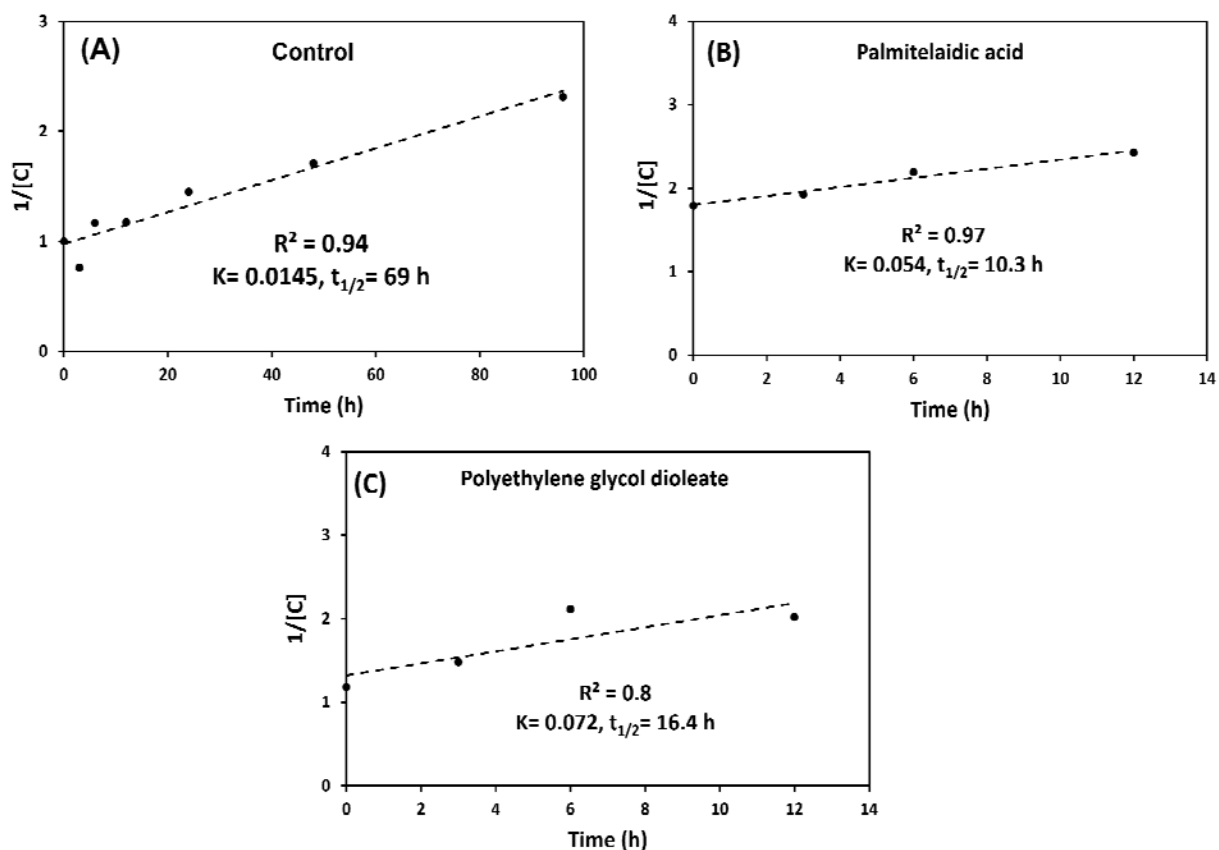 (A)
Control
3
2
1
0
1/[C]
R² = 0.94
K= 0.0145, t1/2= 69 h
0 20 40 60 80 100
Time (h)
(B)
Palmitelaidic acid
4
3
2
1
0
1/[C]
R² = 0.97
K= 0.054, t1/2= 10.3 h
0 2 4 6 8 10 12 14
Time (h)
(C)
Polyethylene glycol dioleate
4
3
2
1
0
1/[C]
R² = 0.8
K= 0.072, t1/2= 16.4 h
0 2 4 6 8 10 12 14
Time (h)